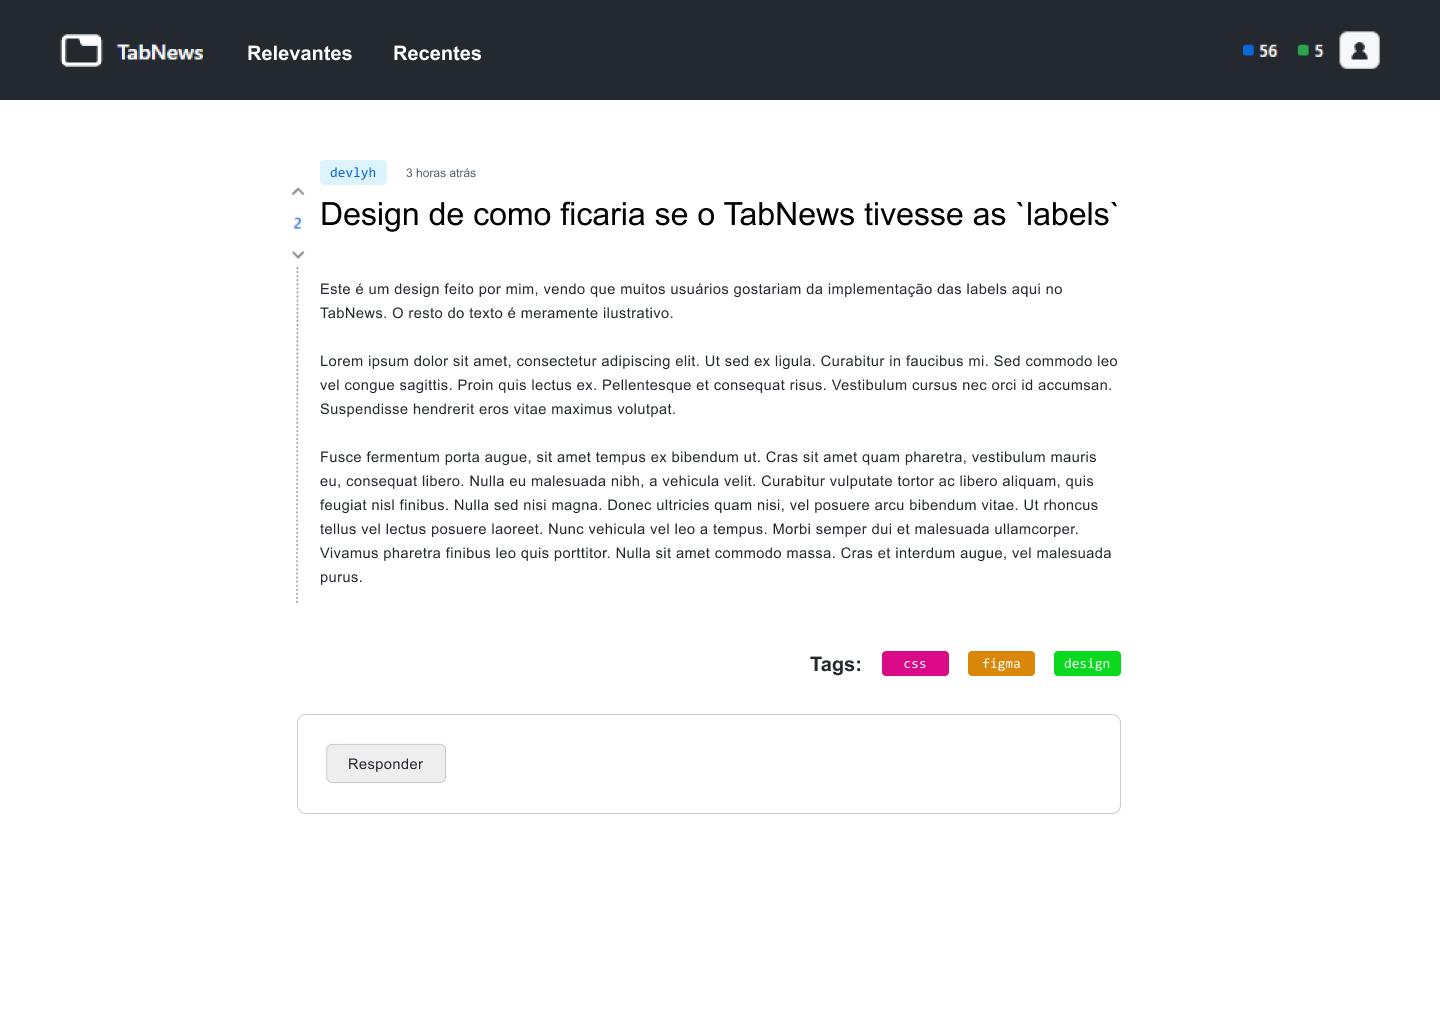 TabNews Relevantes Recentes 56 5
devlyh 3 horas atrás
2
Design de como ficaria se o TabNews tivesse as `labels`
Este é um design feito por mim, vendo que muitos usuários gostariam da implementação das labels aqui no
TabNews. O resto do texto é meramente ilustrativo.
Lorem ipsum dolor sit amet, consectetur adipiscing elit. Ut sed ex ligula. Curabitur in faucibus mi. Sed commodo leo
vel congue sagittis. Proin quis lectus ex. Pellentesque et consequat risus. Vestibulum cursus nec orci id accumsan.
Suspendisse hendrerit eros vitae maximus volutpat.
Fusce fermentum porta augue, sit amet tempus ex bibendum ut. Cras sit amet quam pharetra, vestibulum mauris
eu, consequat libero. Nulla eu malesuada nibh, a vehicula velit. Curabitur vulputate tortor ac libero aliquam, quis
feugiat nisl finibus. Nulla sed nisi magna. Donec ultricies quam nisi, vel posuere arcu bibendum vitae. Ut rhoncus
tellus vel lectus posuere laoreet. Nunc vehicula vel leo a tempus. Morbi semper dui et malesuada ullamcorper.
Vivamus pharetra finibus leo quis porttitor. Nulla sit amet commodo massa. Cras et interdum augue, vel malesuada
purus.
Tags: css figma design
Responder